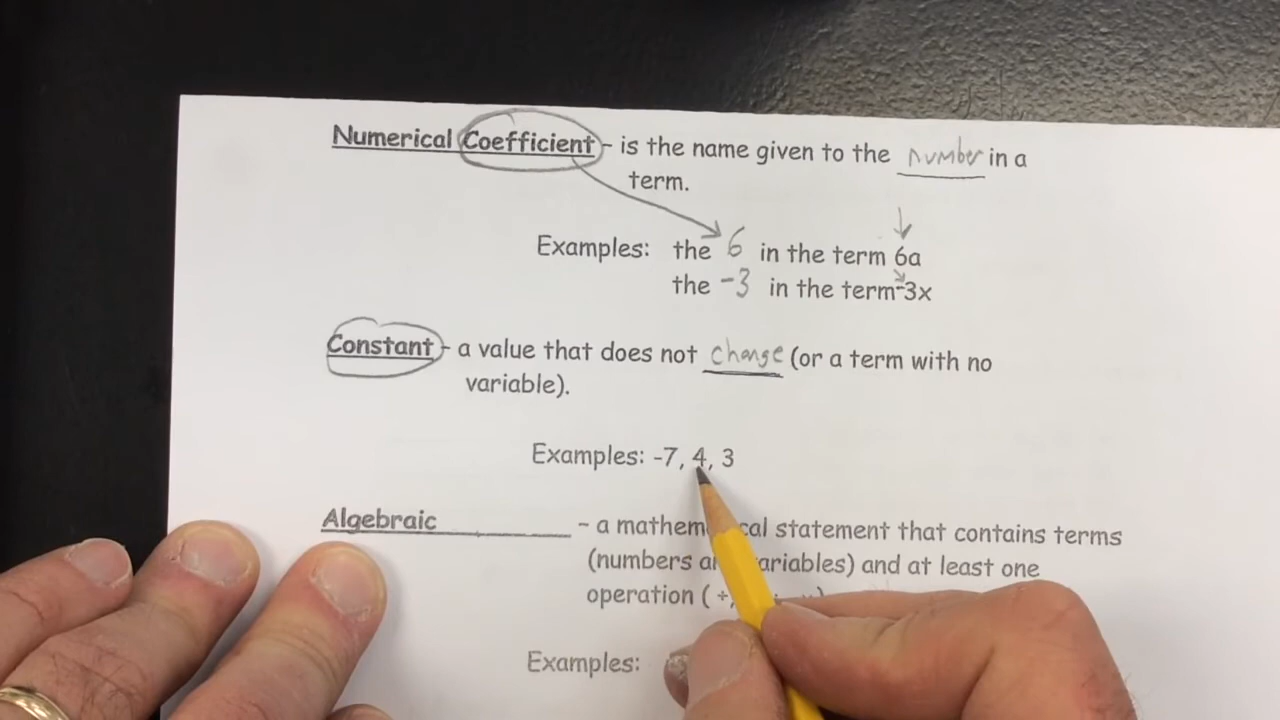 Numerical Coefficient - is the name given to the number in a
term.
Examples: the 6 in the term 6a
the -3 in the term -3x
Constant - a value that does not change (or a term with no
variable).
Examples: -7, 4, 3
Algebraic ________ - a mathem cal statement that contains terms
(numbers ariables) and at least one
operation ( ÷,
Examples: